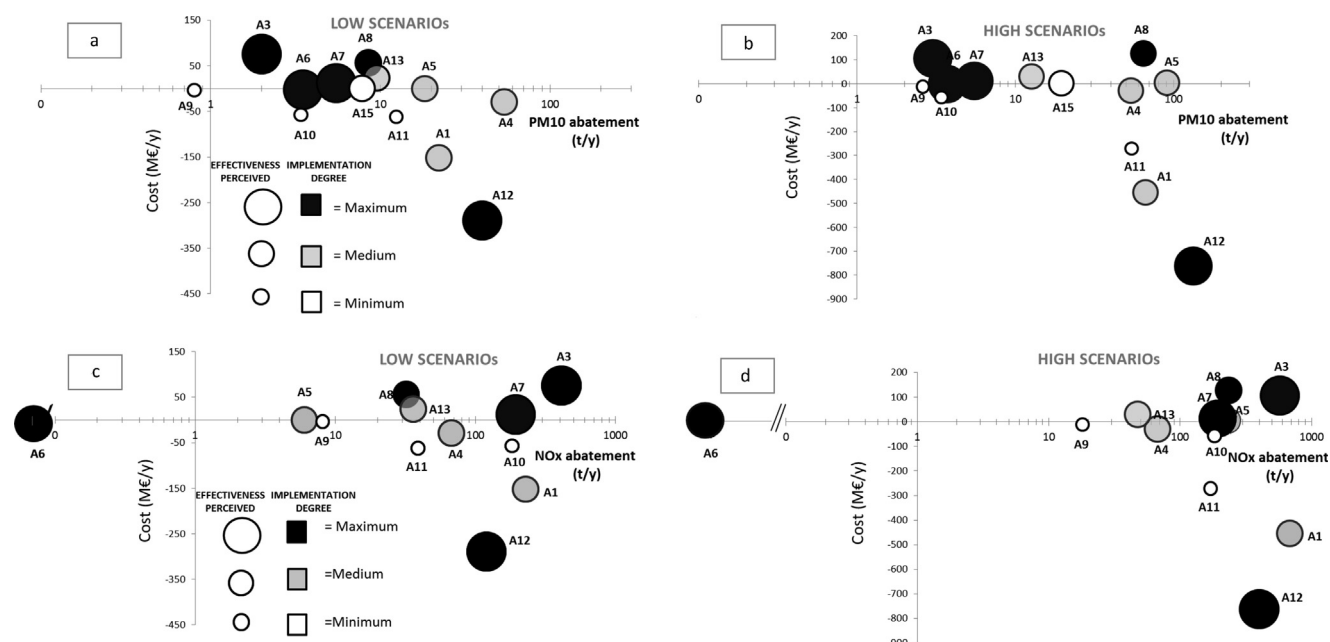 a
LOW SCENARIOs
150
50
-50
-150
-250
-350
-450
Cost (M€/y)
0
1
10
100
PM10 abatement
(t/y)
A3
A6
A7
A8
A13
A5
A9
A10
A15
A11
A4
A1
A12
EFFECTIVENESS
PERCEIVED
IMPLEMENTATION
DEGREE
= Maximum
= Medium
= Minimum
b
HIGH SCENARIOs
200
100
0
-100
-200
-300
-400
-500
-600
-700
-800
-900
Cost (M€/y)
0
1
10
100
PM10 abatement
(t/y)
A3
A6
A7
A13
A8
A5
A9
A10
A15
A4
A11
A1
A12
c
LOW SCENARIOs
150
50
-50
-150
-250
-350
-450
Cost (M€/y)
0
1
10
100
1000
NOx abatement
(t/y)
A6
A5
A9
A8
A13
A11
A4
A7
A10
A3
A1
A12
EFFECTIVENESS
PERCEIVED
IMPLEMENTATION
DEGREE
= Maximum
=Medium
= Minimum
d
HIGH SCENARIOs
200
100
0
-100
-200
-300
-400
-500
-600
-700
-800
-900
Cost (M€/y)
0
1
10
100
1000
NOx abatement
(t/y)
A6
A9
A13
A4
A8
A7
A5
A10
A3
A11
A1
A12